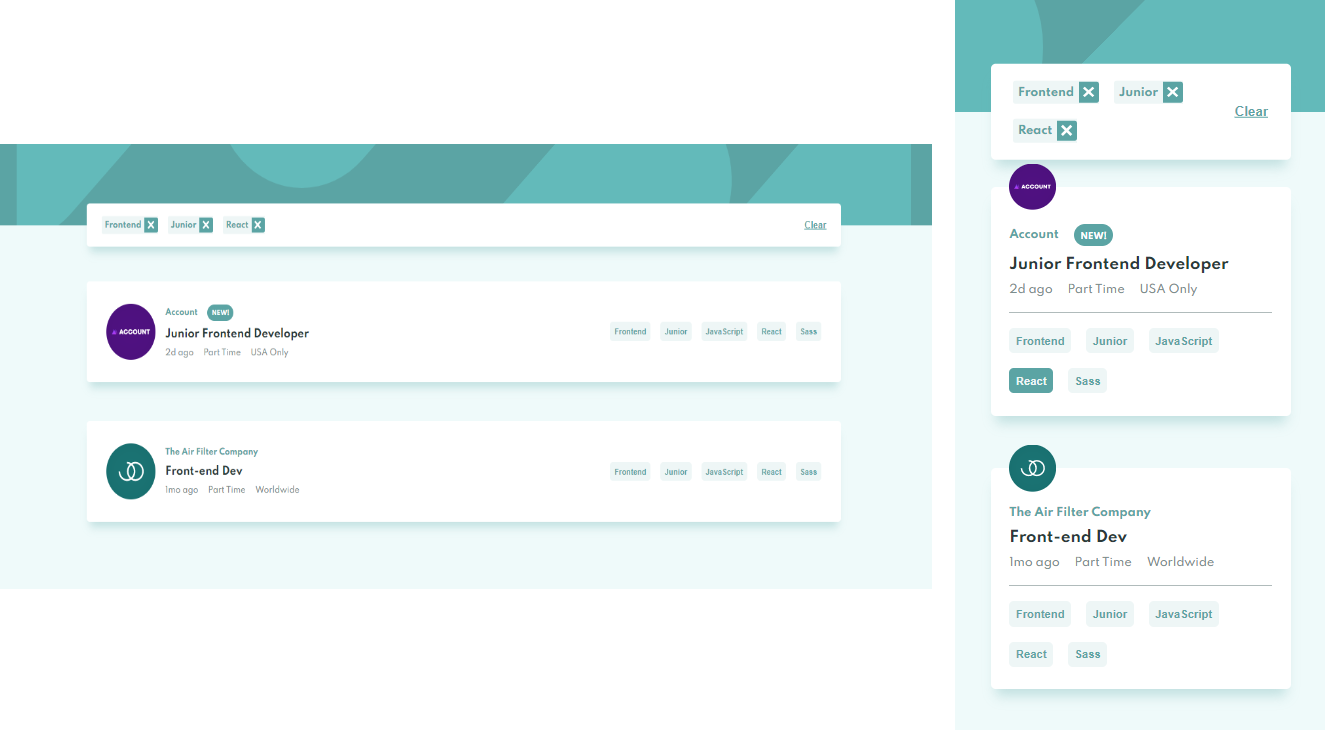 Frontend Junior React Clear
ACCOUNT
Account NEW!
Junior Frontend Developer
2d ago Part Time USA Only
Frontend Junior JavaScript React Sass
The Air Filter Company
Front-end Dev
1mo ago Part Time Worldwide
Frontend Junior JavaScript React Sass
Frontend Junior
Clear
React
ACCOUNT
Account NEW!
Junior Frontend Developer
2d ago Part Time USA Only
Frontend Junior JavaScript
React Sass
The Air Filter Company
Front-end Dev
1mo ago Part Time Worldwide
Frontend Junior JavaScript
React Sass